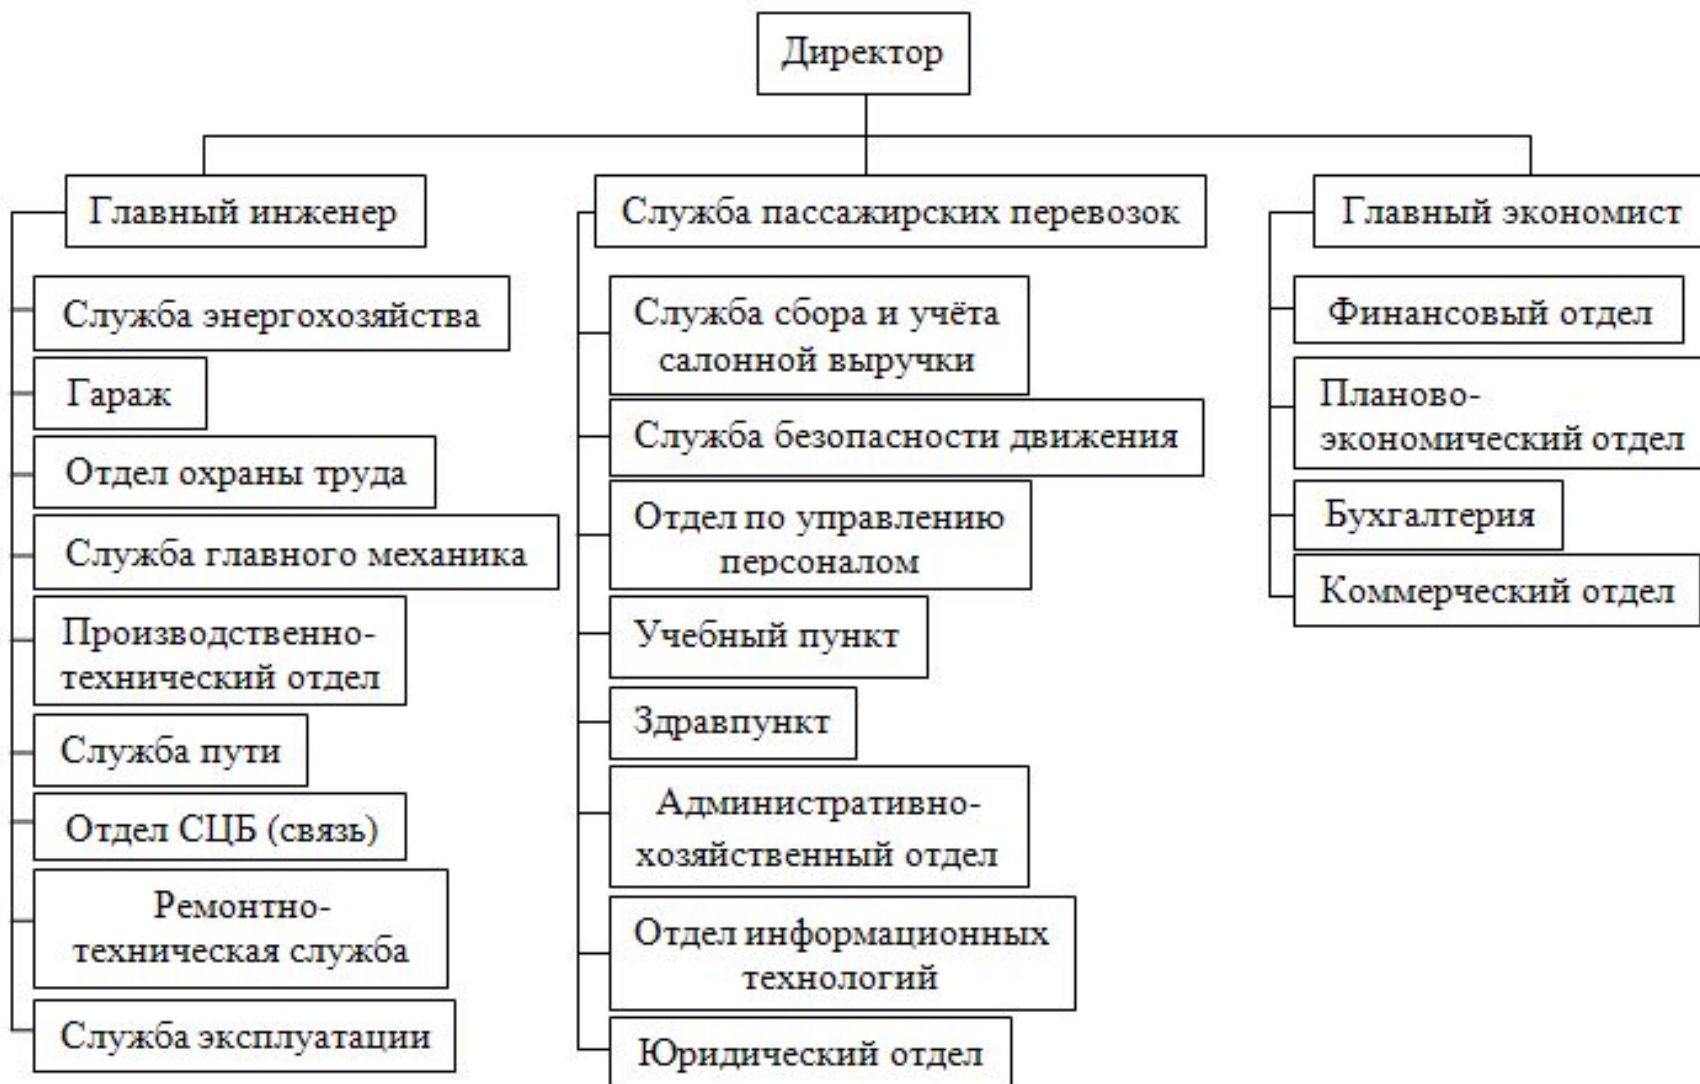 Директор
Главный инженер
Служба энергохозяйства
Гараж
Отдел охраны труда
Служба главного механика
Производственно-
технический отдел
Служба пути
Отдел СЦБ (связь)
Ремонтно-
техническая служба
Служба эксплуатации
Служба пассажирских перевозок
Служба сбора и учёта
салонной выручки
Служба безопасности движения
Отдел по управлению
персоналом
Учебный пункт
Здравпункт
Административно-
хозяйственный отдел
Отдел информационных
технологий
Юридический отдел
Главный экономист
Финансовый отдел
Планово-
экономический отдел
Бухгалтерия
Коммерческий отдел